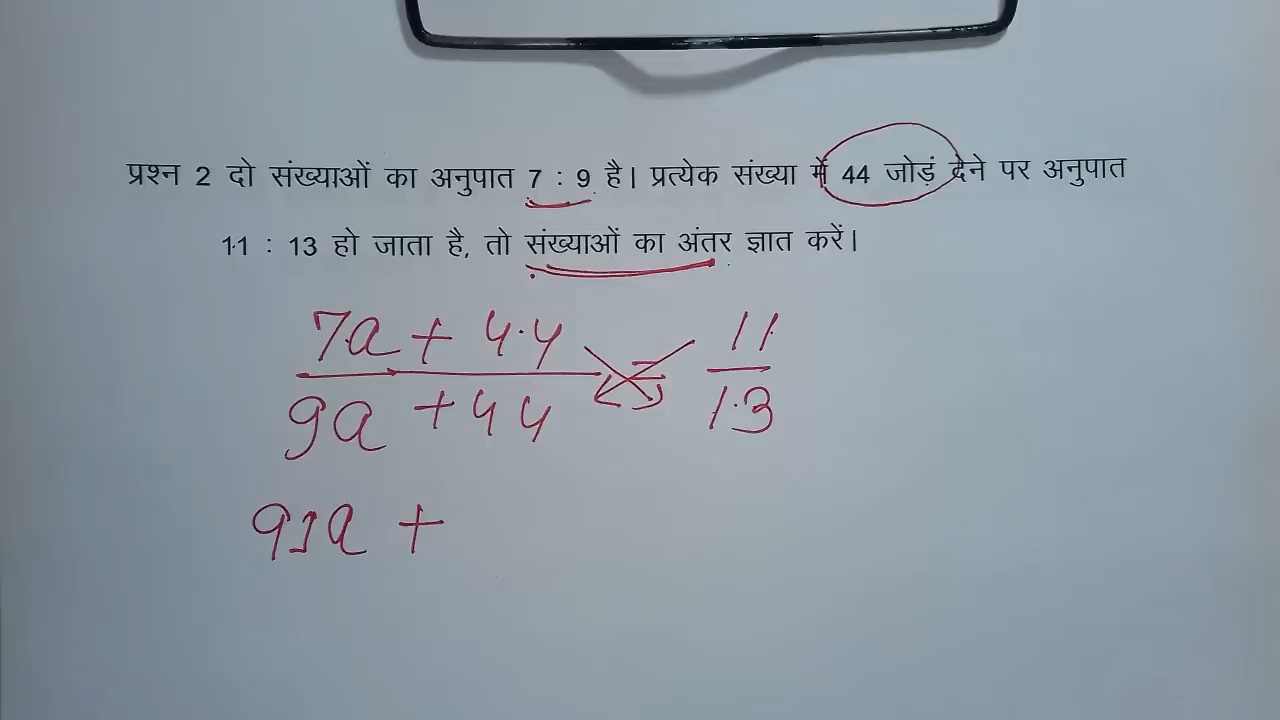 प्रश्न 2 दो संख्याओं का अनुपात 7 : 9 है। प्रत्येक संख्या में 44 जोड़ं देने पर अनुपात
11 : 13 हो जाता है, तो संख्याओं का अंतर ज्ञात करें।
7a + 44 = 11
9a + 44 13
91a +